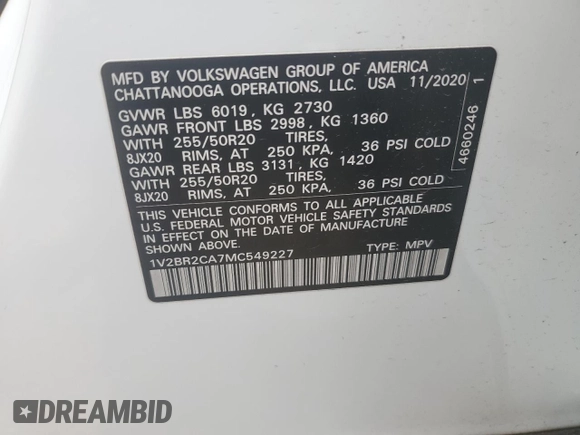 MFD BY VOLKSWAGEN GROUP OF AMERICA
CHATTANOOGA OPERATIONS, LLC. USA 11/2020
GVWR LBS 6019, KG 2730
GAWR FRONT LBS 2998, KG 1360
WITH 255/50R20 TIRES,
8JX20 RIMS, AT 250 KPA, 36 PSI COLD
GAWR REAR LBS 3131, KG 1420
WITH 255/50R20 TIRES,
8JX20 RIMS, AT 250 KPA, 36 PSI COLD
THIS VEHICLE CONFORMS TO ALL APPLICABLE
U.S. FEDERAL MOTOR VEHICLE SAFETY STANDARDS
IN EFFECT ON THE DATE OF MANUFACTURE
SHOWN ABOVE.
1V2BR2CA7MC549227 TYPE: MPV
4660246 1
DREAMBID